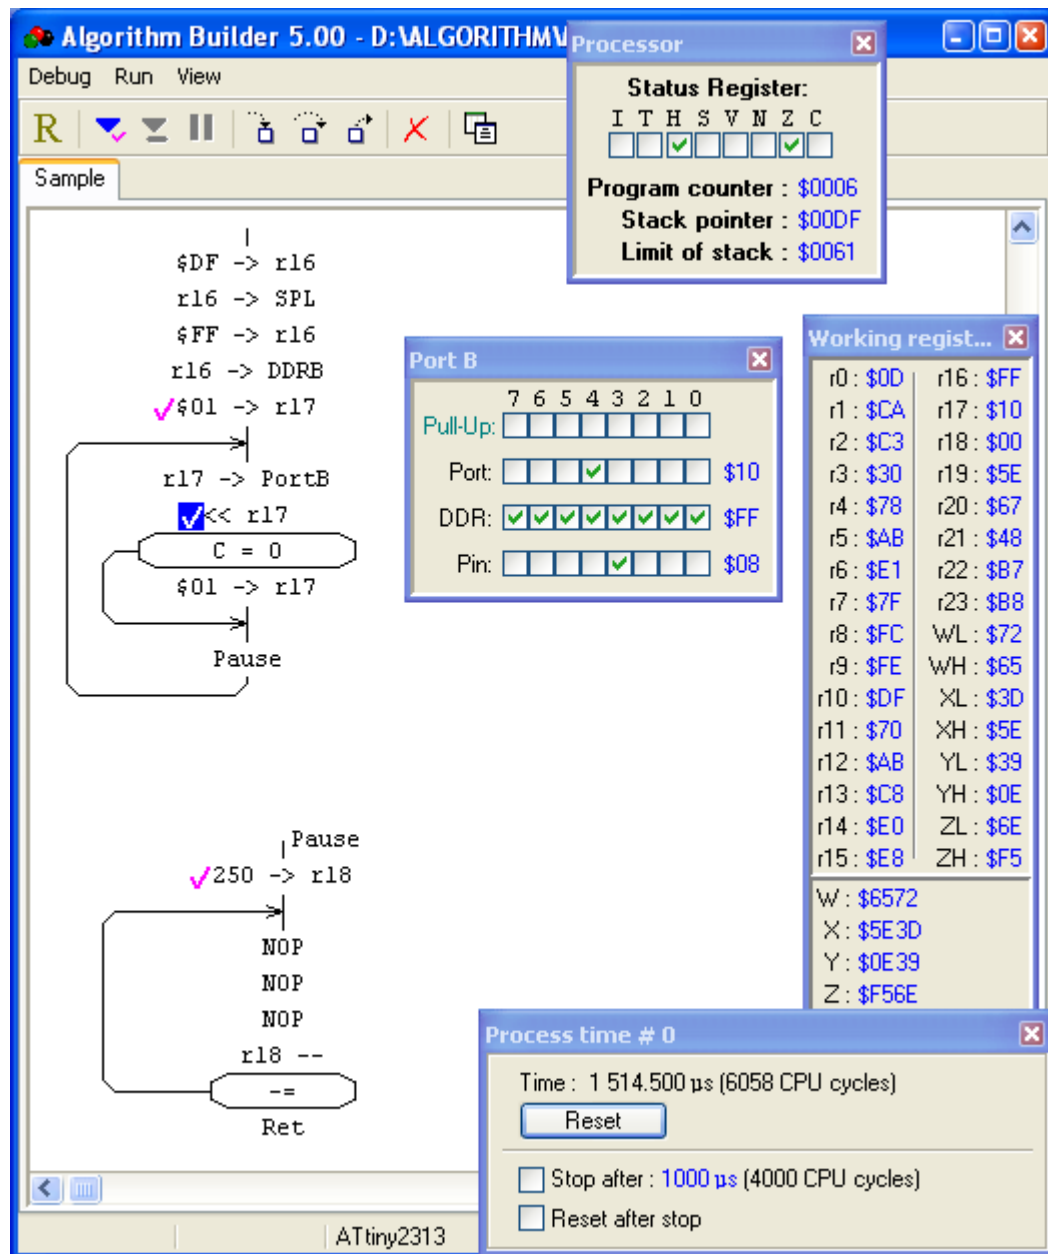 Algorithm Builder 5.00 - D:\ALGORITHM\
Debug Run View
R
Sample
$DF -> r16
r16 -> SPL
$FF -> r16
r16 -> DDRB
$01 -> r17
r17 -> PortB
<< r17
C = 0
$01 -> r17
Pause
Pause
250 -> r18
NOP
NOP
NOP
r18 --
-=
Ret
ATtiny2313
Processor
Status Register:
I T H S V N Z C
Program counter : $0006
Stack pointer : $00DF
Limit of stack : $0061
Port B
7 6 5 4 3 2 1 0
Pull-Up:
Port: $10
DDR: $FF
Pin: $08
Working regist...
r0 : $0D r16 : $FF
r1 : $CA r17 : $10
r2 : $C3 r18 : $00
r3 : $30 r19 : $5E
r4 : $78 r20 : $67
r5 : $AB r21 : $48
r6 : $E1 r22 : $B7
r7 : $7F r23 : $B8
r8 : $FC WL : $72
r9 : $FE WH : $65
r10 : $DF XL : $3D
r11 : $70 XH : $5E
r12 : $AB YL : $39
r13 : $C8 YH : $0E
r14 : $E0 ZL : $6E
r15 : $E8 ZH : $F5
W : $6572
X : $5E3D
Y : $0E39
Z : $F56E
Process time # 0
Time : 1 514.500 µs (6058 CPU cycles)
Reset
Stop after : 1000 µs (4000 CPU cycles)
Reset after stop